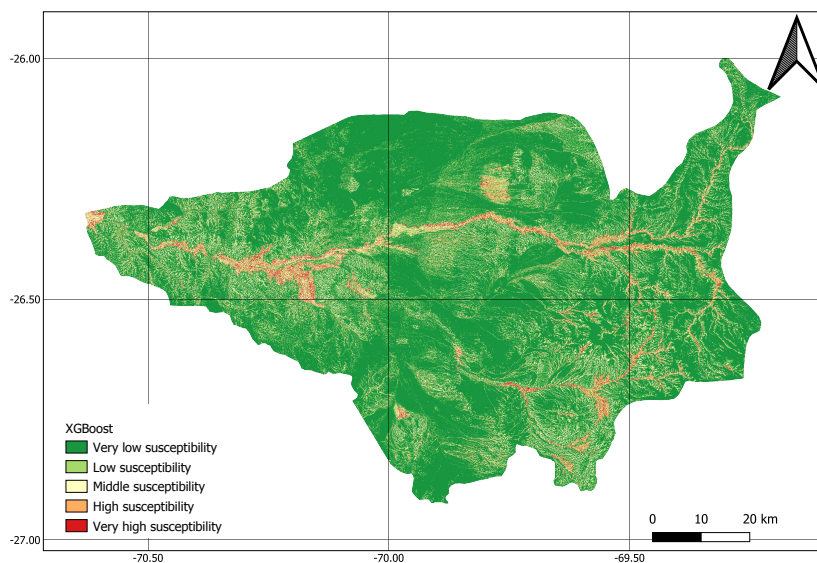 -26.00
-26.50
-27.00
XGBoost
Very low susceptibility
Low susceptibility
Middle susceptibility
High susceptibility
Very high susceptibility
0 10 20 km
-70.50 -70.00 -69.50